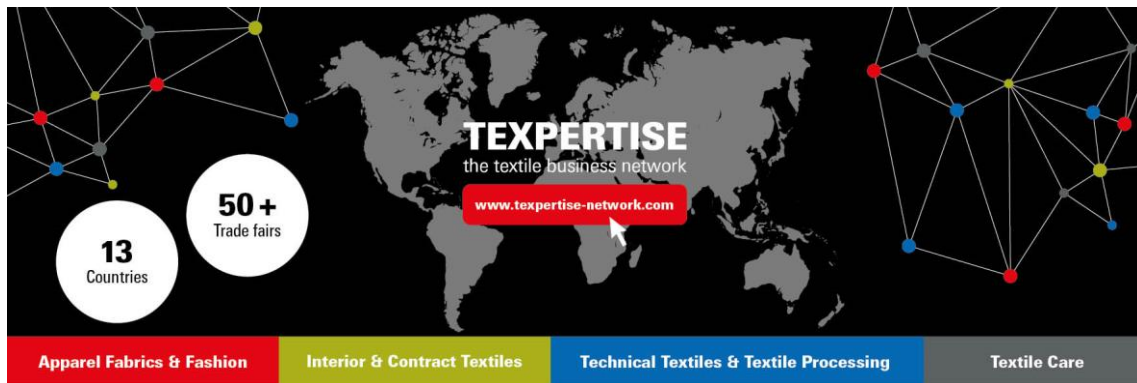 TEXPERTISE
the textile business network
www.texpertise-network.com
50+
Trade fairs
13
Countries
Apparel Fabrics & Fashion
Interior & Contract Textiles
Technical Textiles & Textile Processing
Textile Care